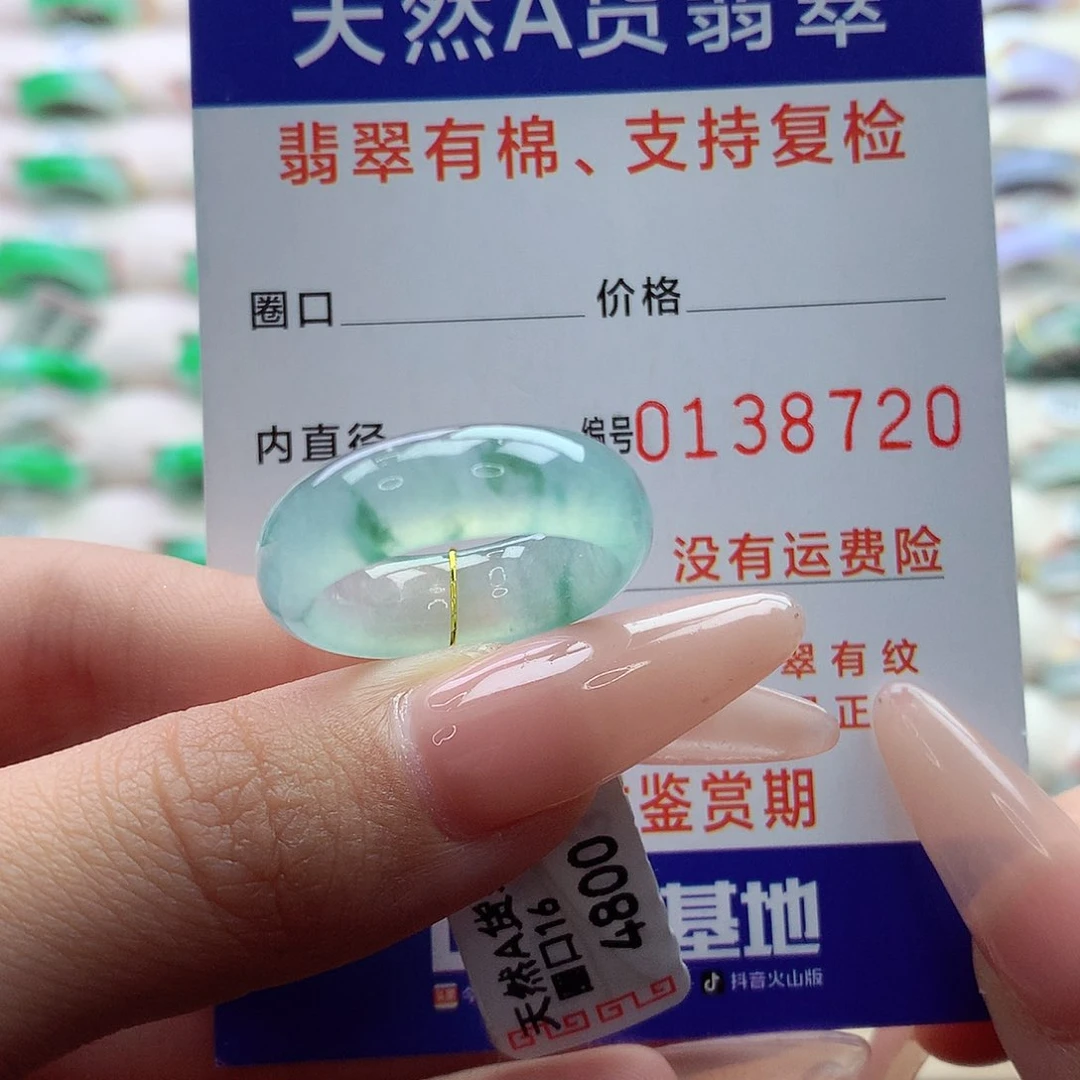 天然A货翡翠
翡翠有棉、支持复检
圈口 价格
内直径 编号0138720
没有运费险
翠有纹
正
鉴赏期
基地
抖音火山版
天然A货
圈口16
4800